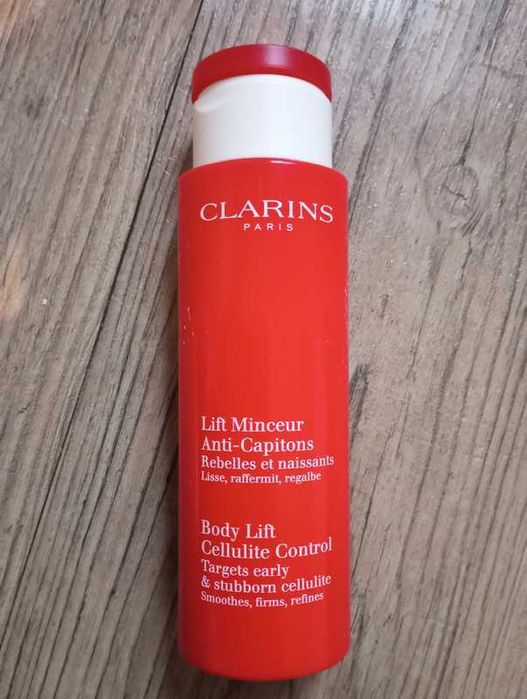 CLARINS
PARIS
Lift Minceur
Anti-Capitons
Rebelles et naissants
Lisse, raffermit, regalbe
Body Lift
Cellulite Control
Targets early
& stubborn cellulite
Smoothes, firms, refines